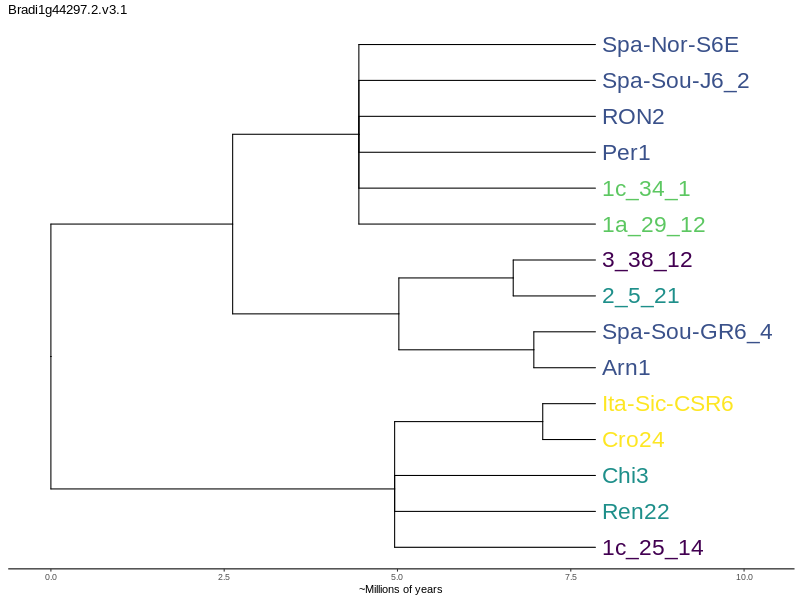 Bradi1g44297.2.v3.1
Spa-Nor-S6E
Spa-Sou-J6_2
RON2
Per1
1c_34_1
1a_29_12
3_38_12
2_5_21
Spa-Sou-GR6_4
Arn1
Ita-Sic-CSR6
Cro24
Chi3
Ren22
1c_25_14
0.0 2.5 5.0 7.5 10.0
~Millions of years